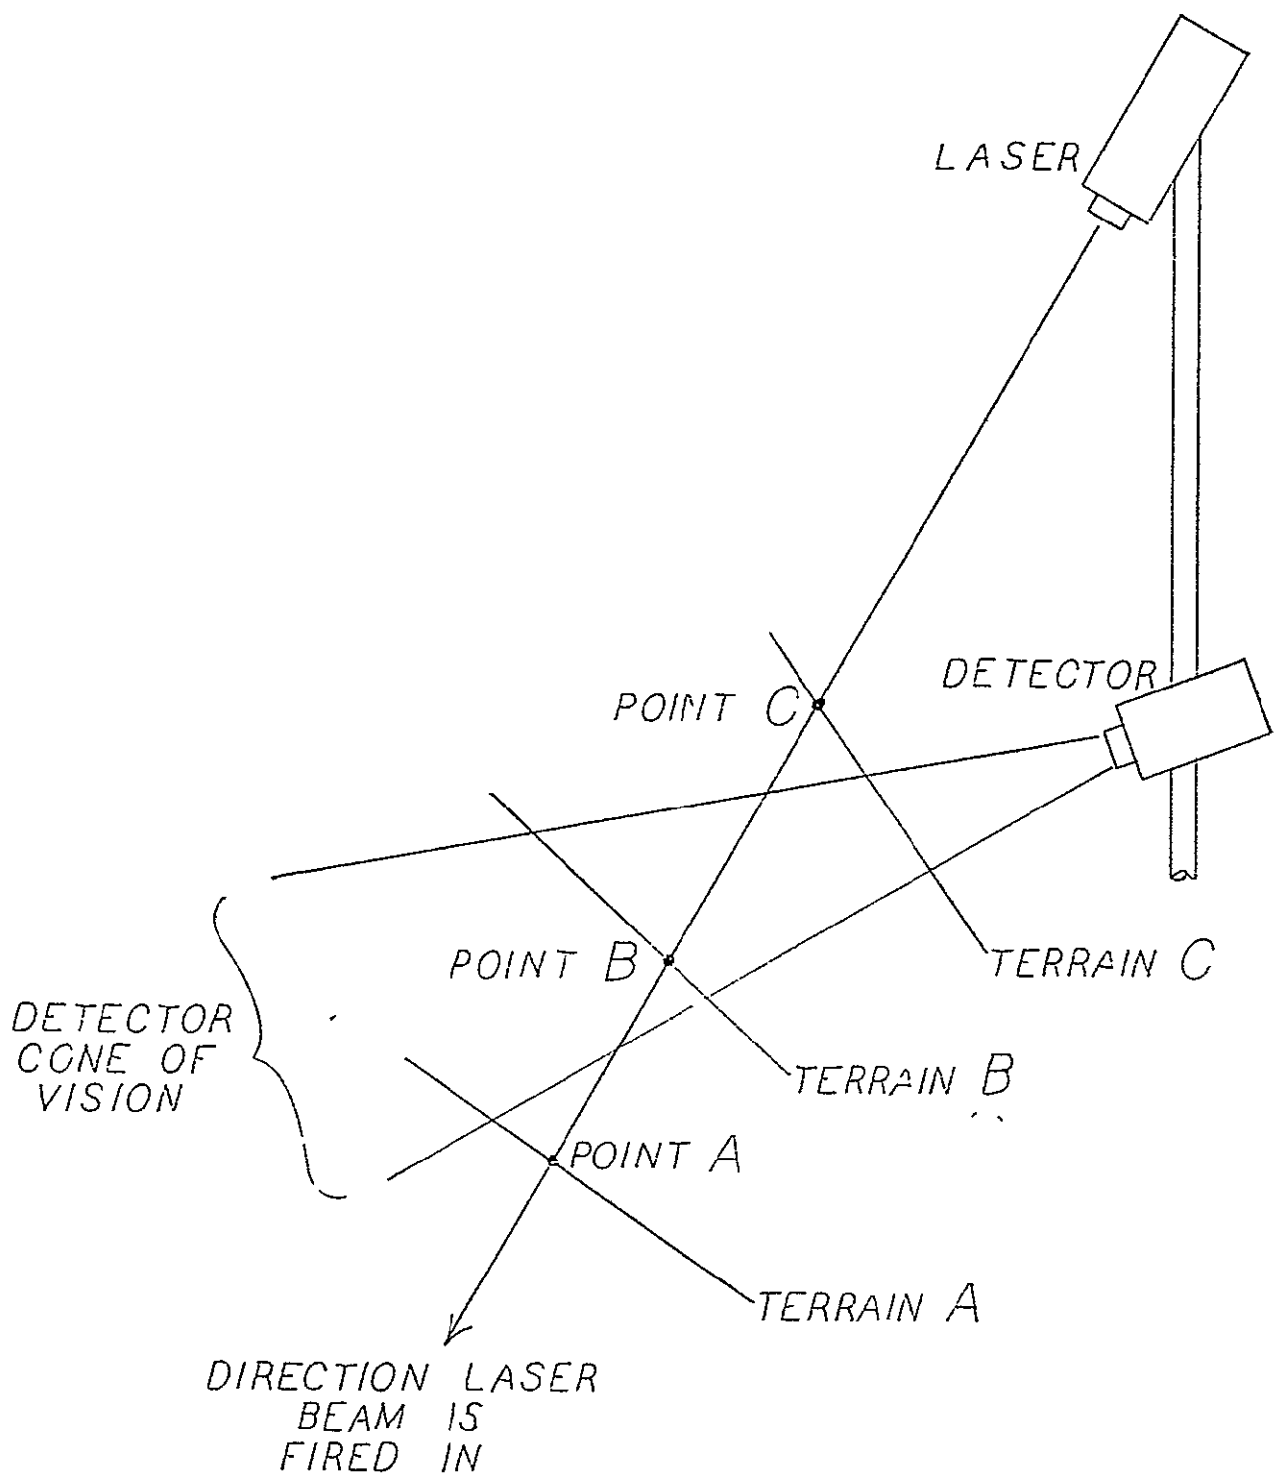 LASER
DETECTOR
POINT C
POINT B
TERRAIN C
DETECTOR
CONE OF
VISION
TERRAIN B
POINT A
TERRAIN A
DIRECTION LASER
BEAM IS
FIRED IN